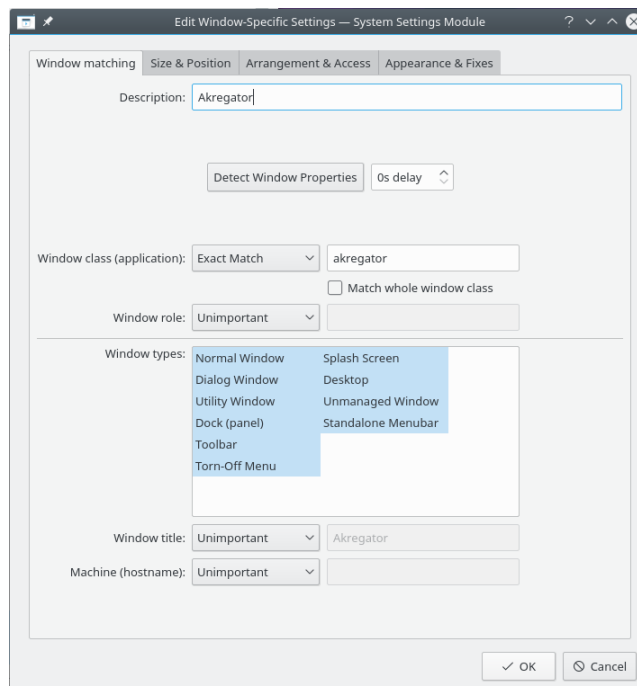 Edit Window-Specific Settings — System Settings Module
Window matching Size & Position Arrangement & Access Appearance & Fixes
Description: Akregator
Detect Window Properties 0s delay
Window class (application): Exact Match akregator
Match whole window class
Window role: Unimportant
Window types: Normal Window Splash Screen
Dialog Window Desktop
Utility Window Unmanaged Window
Dock (panel) Standalone Menubar
Toolbar
Torn-Off Menu
Window title: Unimportant Akregator
Machine (hostname): Unimportant
OK Cancel